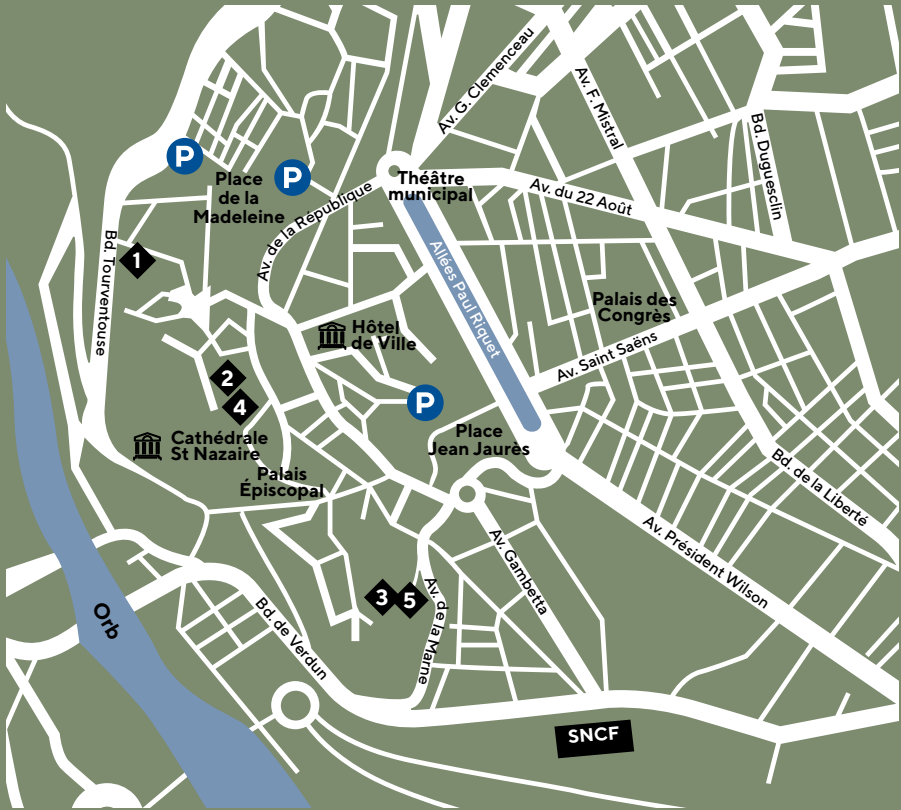 Av. G. Clemenceau
Av. F. Mistral
Bd. Duguesclin
P
P
Place
de la
Madeleine
Théâtre
municipal
Av. de la République
Av. du 22 Août
Bd. Tourventouse
1
Allées Paul Riquet
Palais des
Congrès
Hôtel
de Ville
Av. Saint Saëns
2
4
P
Cathédrale
St Nazaire
Place
Jean Jaurès
Palais
Épiscopal
Bd. de la Liberté
Av. Président Wilson
Av. Gambetta
Orb
3
5
Bd. de Verdun
Av. de la Marne
SNCF